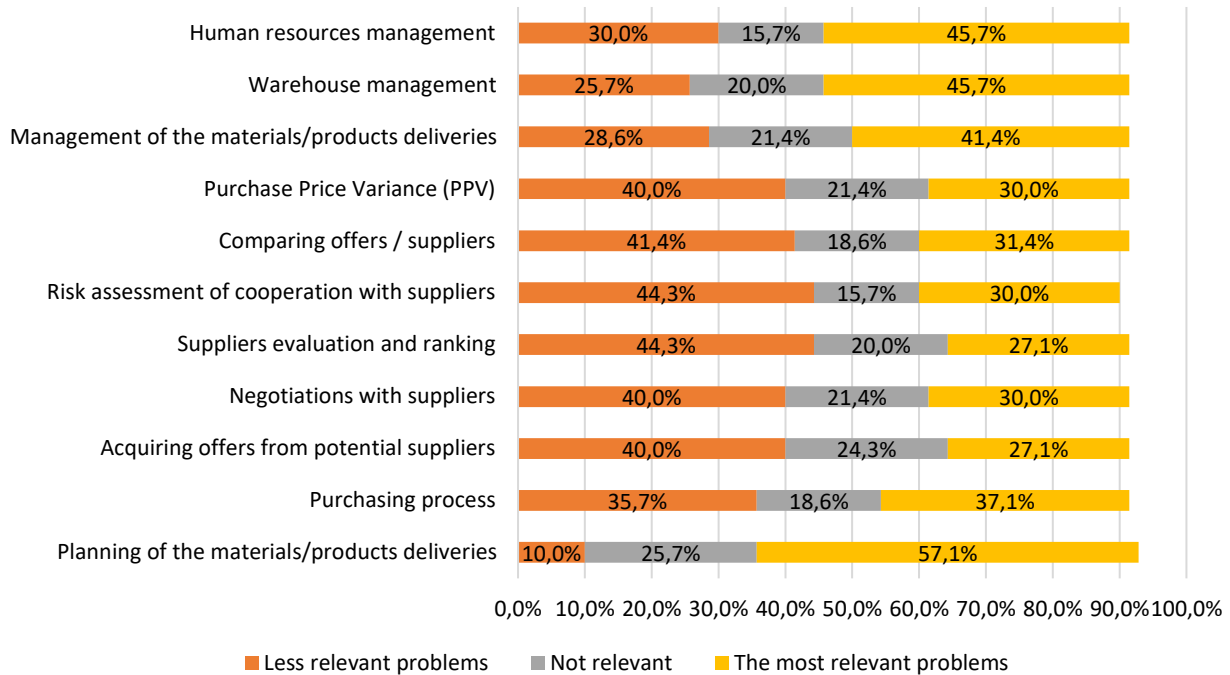 Human resources management 30,0% 15,7% 45,7%
Warehouse management 25,7% 20,0% 45,7%
Management of the materials/products deliveries 28,6% 21,4% 41,4%
Purchase Price Variance (PPV) 40,0% 21,4% 30,0%
Comparing offers / suppliers 41,4% 18,6% 31,4%
Risk assessment of cooperation with suppliers 44,3% 15,7% 30,0%
Suppliers evaluation and ranking 44,3% 20,0% 27,1%
Negotiations with suppliers 40,0% 21,4% 30,0%
Acquiring offers from potential suppliers 40,0% 24,3% 27,1%
Purchasing process 35,7% 18,6% 37,1%
Planning of the materials/products deliveries 10,0% 25,7% 57,1%
0,0% 10,0% 20,0% 30,0% 40,0% 50,0% 60,0% 70,0% 80,0% 90,0% 100,0%
Less relevant problems Not relevant The most relevant problems